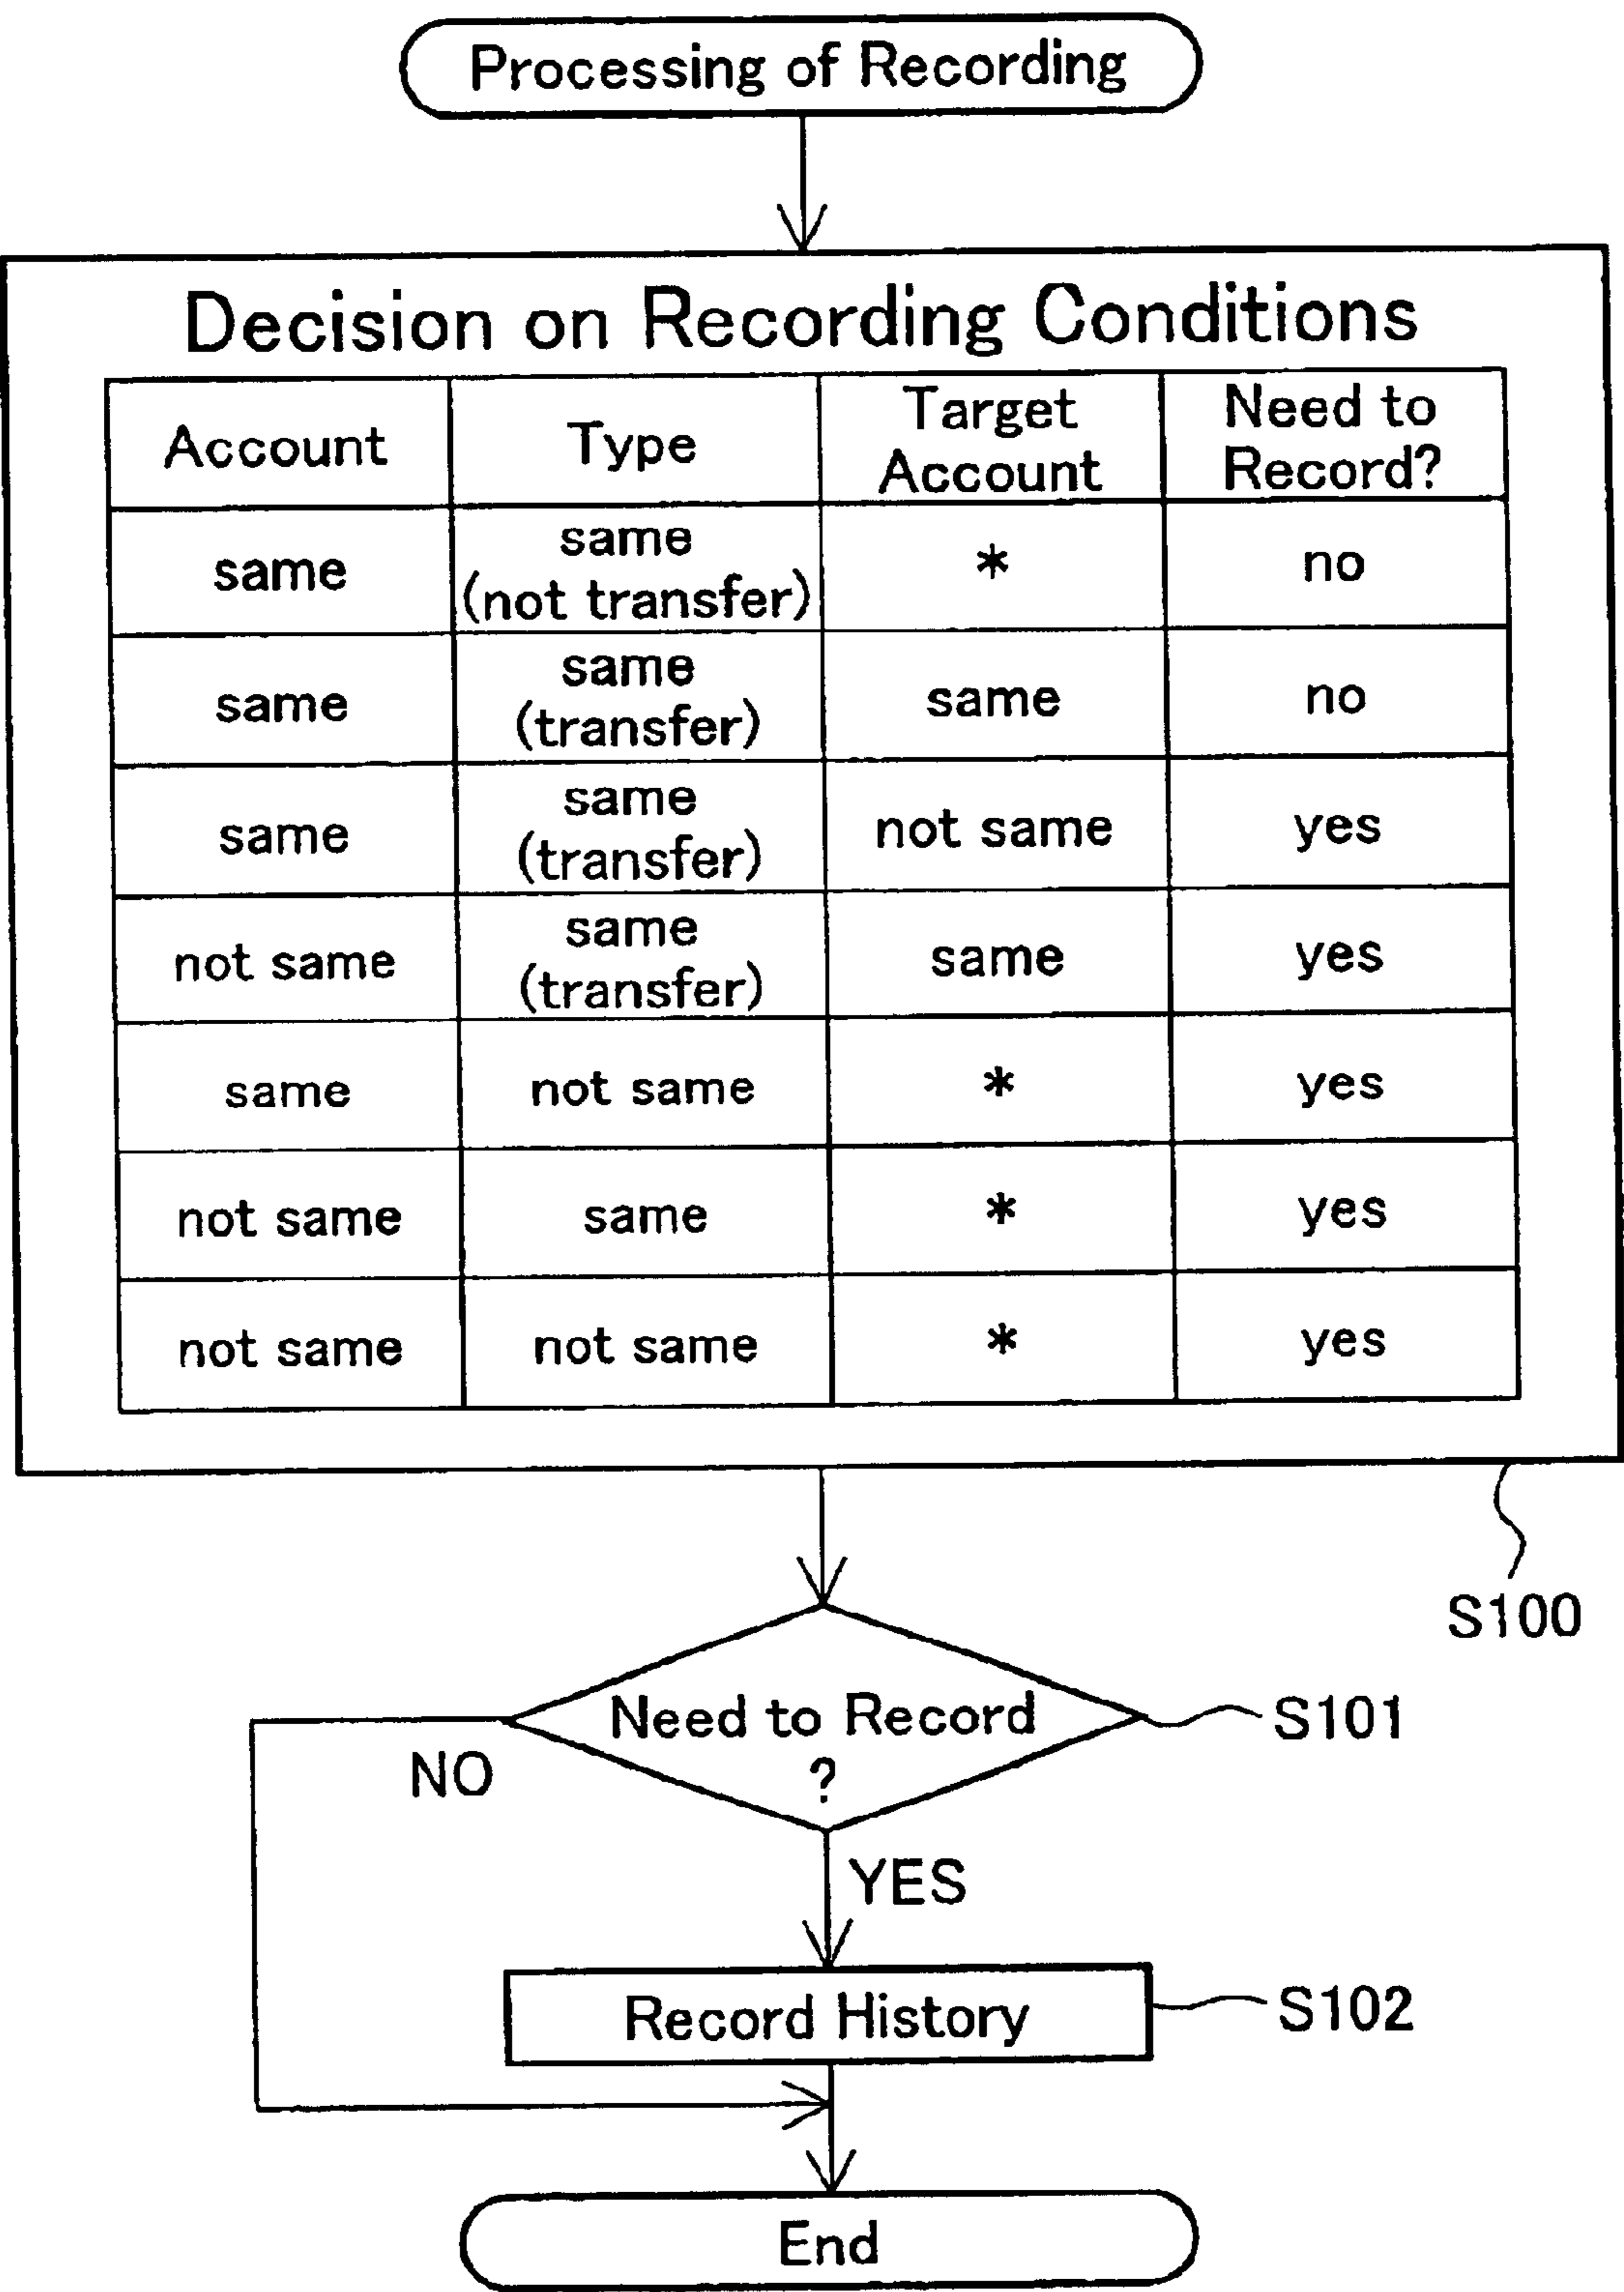 Processing of Recording
Decision on Recording Conditions
Account Type Target Account Need to Record?
same same (not transfer) * no
same same (transfer) same no
same same (transfer) not same yes
not same same (transfer) same yes
same not same * yes
not same same * yes
not same not same * yes
S100
Need to Record
?
S101
NO
YES
Record History
S102
End